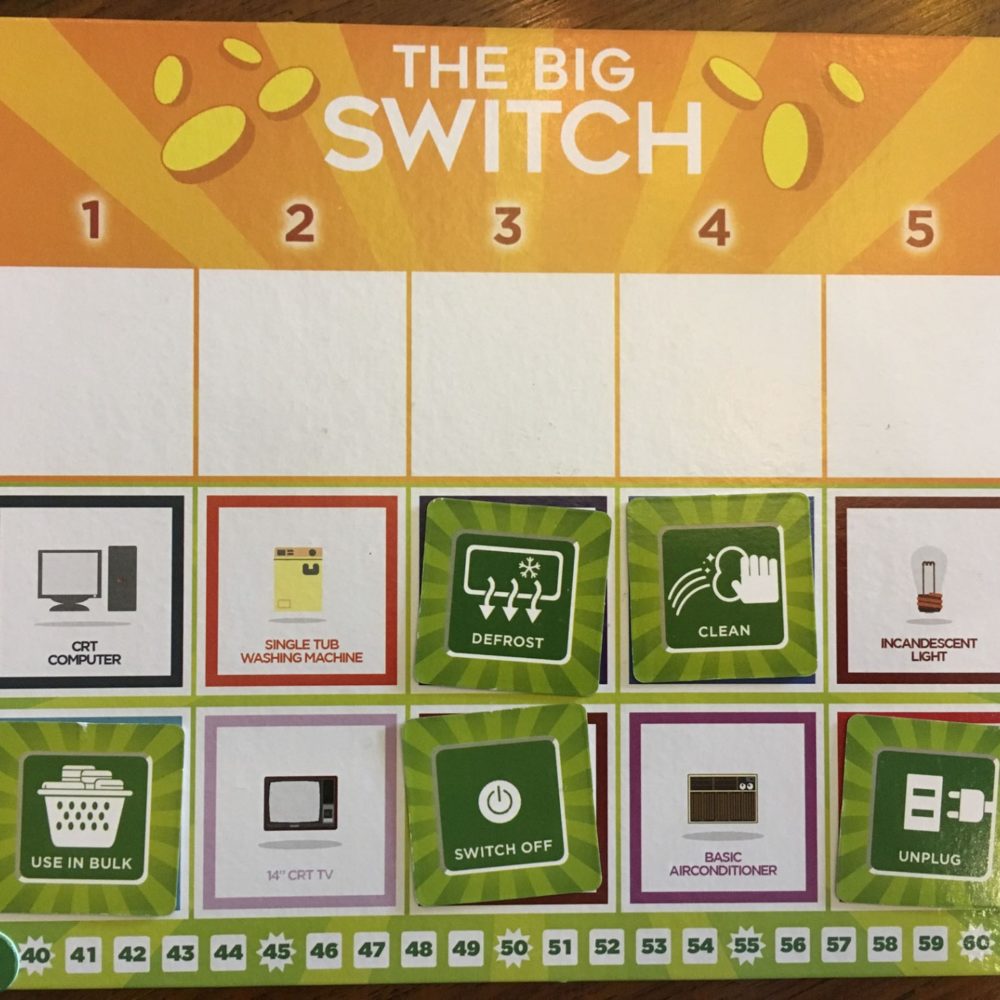 THE BIG
SWITCH
1 2 3 4 5
CRT
COMPUTER
SINGLE TUB
WASHING MACHINE
DEFROST
CLEAN
INCANDESCENT
LIGHT
USE IN BULK
14" CRT TV
SWITCH OFF
BASIC
AIRCONDITIONER
UNPLUG
40 41 42 43 44 45 46 47 48 49 50 51 52 53 54 55 56 57 58 59 60